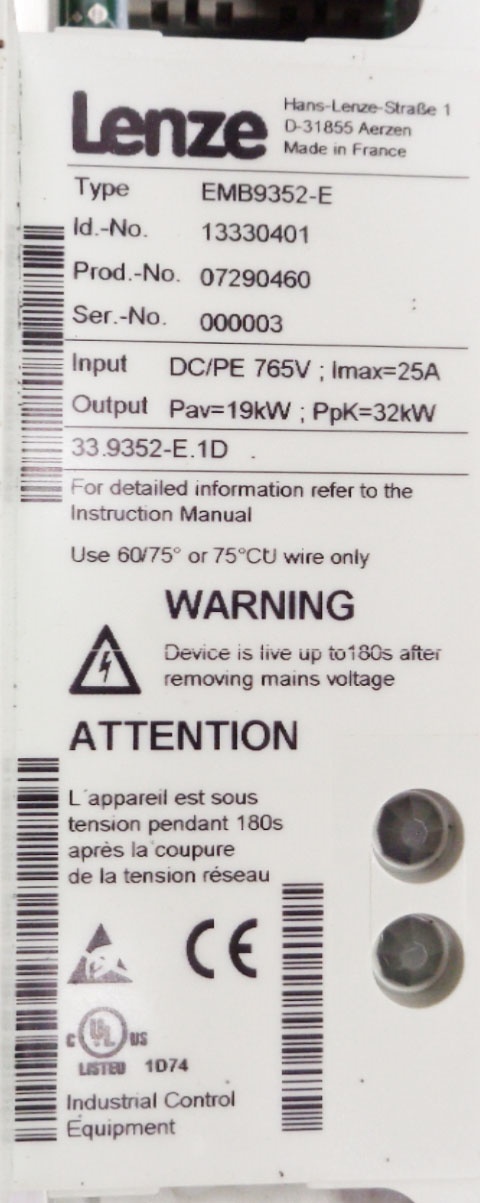 Lenze
Hans-Lenze-Straße 1
D-31855 Aerzen
Made in France
Type EMB9352-E
Id.-No. 13330401
Prod.-No. 07290460
Ser.-No. 000003
Input DC/PE 765V ; Imax=25A
Output Pav=19kW ; PpK=32kW
33.9352-E.1D
For detailed information refer to the
Instruction Manual
Use 60/75° or 75°CU wire only
WARNING
Device is live up to180s after
removing mains voltage
ATTENTION
L´appareil est sous
tension pendant 180s
après la coupure
de la tension réseau
CE
C UL US
LISTED 1D74
Industrial Control
Equipment